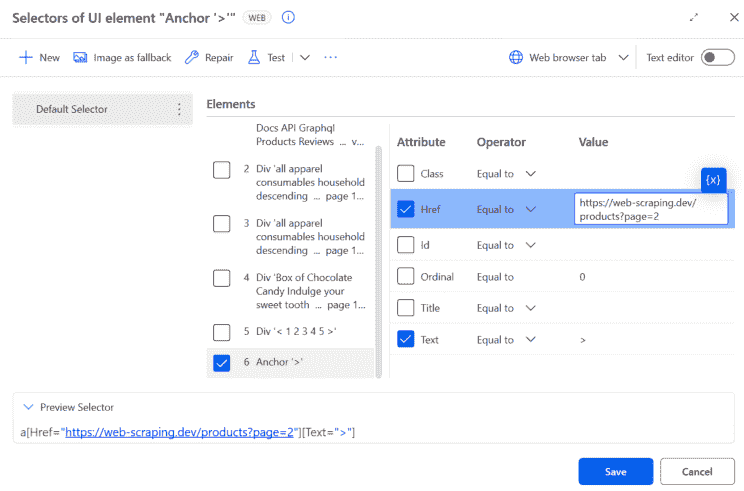 Selectors of UI element "Anchor '>'" WEB
New Image as fallback Repair Test ... Web browser tab Text editor
Default Selector
Elements
Docs API Graphql
Products Reviews ... v...
2 Div 'all apparel
consumables household
descending ... page 1...
3 Div 'all apparel
consumables household
descending ... page 1...
4 Div 'Box of Chocolate
Candy Indulge your
sweet tooth ... page 1...
5 Div '< 1 2 3 4 5 >'
6 Anchor '>'
Attribute Operator Value
Class Equal to
{x}
Href Equal to https://web-scraping.dev/
products?page=2
Id Equal to
Ordinal Equal to 0
Title Equal to
Text Equal to >
Preview Selector
a[Href="https://web-scraping.dev/products?page=2"][Text=">"]
Save Cancel